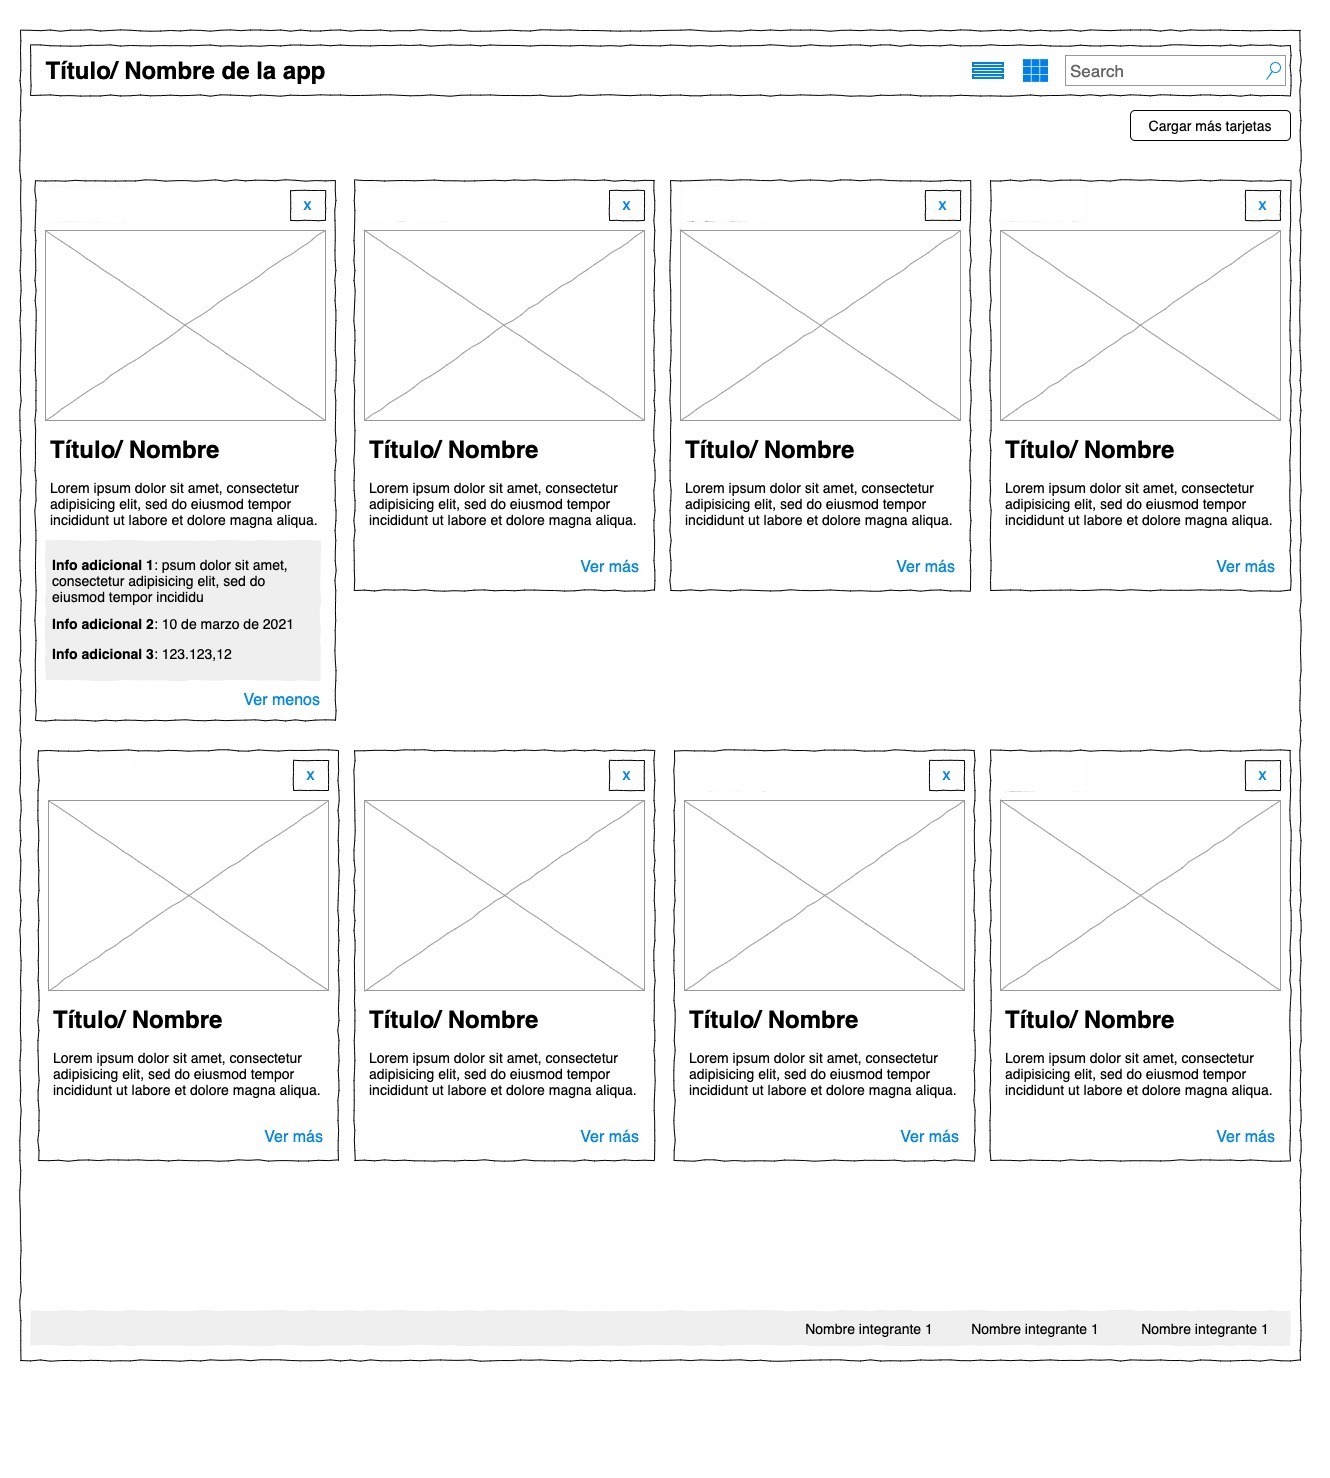 Título/ Nombre de la app
Search
Cargar más tarjetas
x
Título/ Nombre
Lorem ipsum dolor sit amet, consectetur
adipisicing elit, sed do eiusmod tempor
incididunt ut labore et dolore magna aliqua.
Info adicional 1: psum dolor sit amet,
consectetur adipisicing elit, sed do
eiusmod tempor incididu
Info adicional 2: 10 de marzo de 2021
Info adicional 3: 123.123,12
Ver menos
x
Título/ Nombre
Lorem ipsum dolor sit amet, consectetur
adipisicing elit, sed do eiusmod tempor
incididunt ut labore et dolore magna aliqua.
Ver más
x
Título/ Nombre
Lorem ipsum dolor sit amet, consectetur
adipisicing elit, sed do eiusmod tempor
incididunt ut labore et dolore magna aliqua.
Ver más
x
Título/ Nombre
Lorem ipsum dolor sit amet, consectetur
adipisicing elit, sed do eiusmod tempor
incididunt ut labore et dolore magna aliqua.
Ver más
x
Título/ Nombre
Lorem ipsum dolor sit amet, consectetur
adipisicing elit, sed do eiusmod tempor
incididunt ut labore et dolore magna aliqua.
Ver más
x
Título/ Nombre
Lorem ipsum dolor sit amet, consectetur
adipisicing elit, sed do eiusmod tempor
incididunt ut labore et dolore magna aliqua.
Ver más
x
Título/ Nombre
Lorem ipsum dolor sit amet, consectetur
adipisicing elit, sed do eiusmod tempor
incididunt ut labore et dolore magna aliqua.
Ver más
x
Título/ Nombre
Lorem ipsum dolor sit amet, consectetur
adipisicing elit, sed do eiusmod tempor
incididunt ut labore et dolore magna aliqua.
Ver más
Nombre integrante 1
Nombre integrante 1
Nombre integrante 1